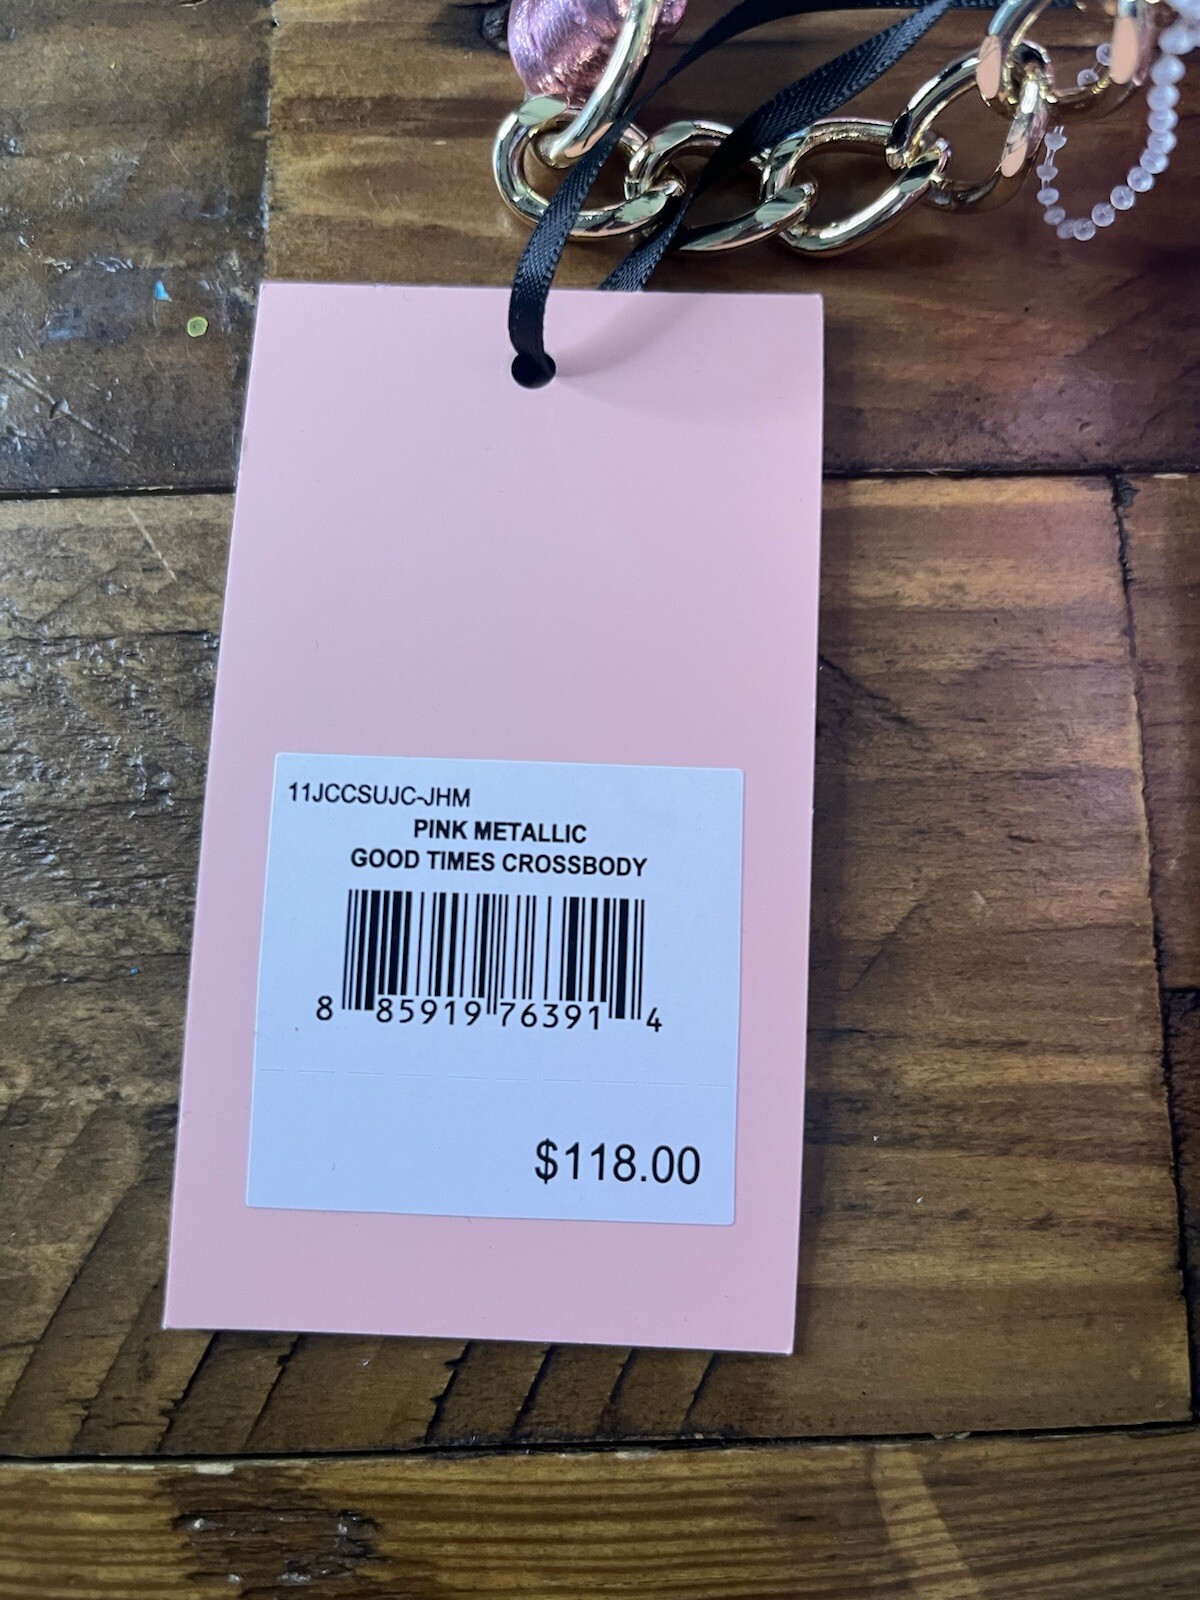 11JCCSUJC-JHM
PINK METALLIC
GOOD TIMES CROSSBODY
8 85919 76391 4
$118.00